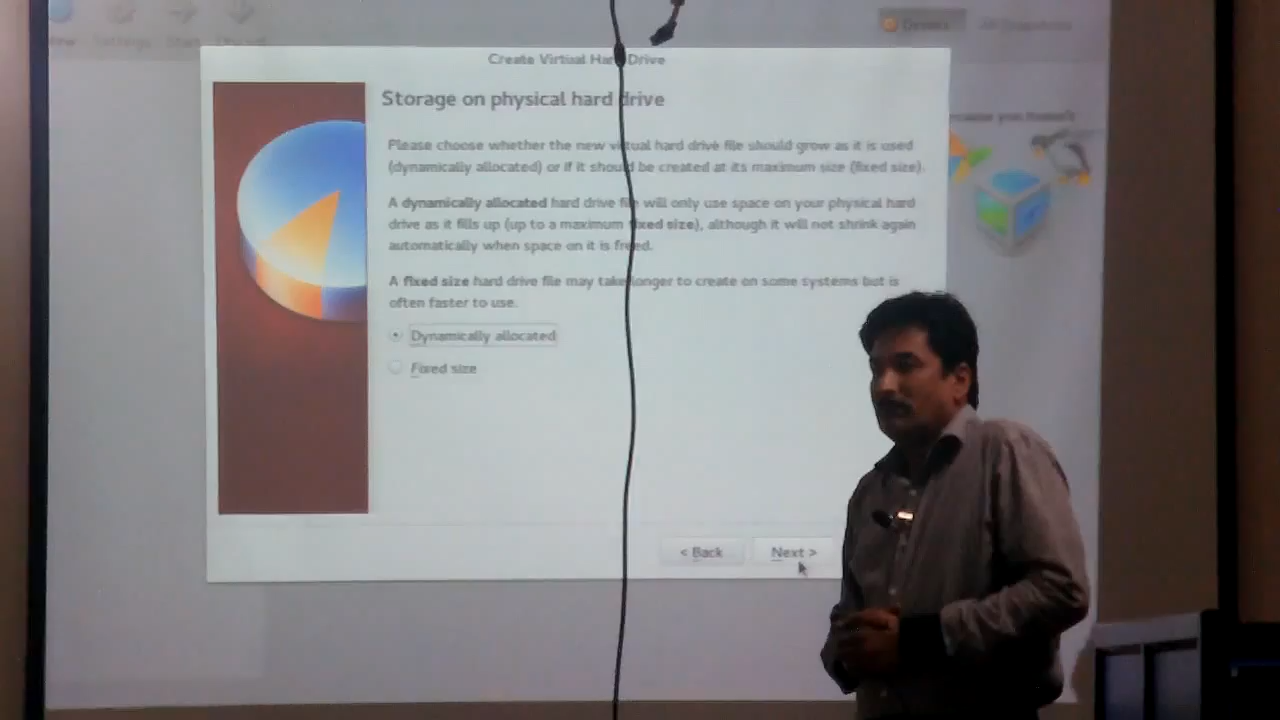 Create Virtual Hard Drive
Storage on physical hard drive
Please choose whether the new virtual hard drive file should grow as it is used
(dynamically allocated) or if it should be created at its maximum size (fixed size).
A dynamically allocated hard drive file will only use space on your physical hard
drive as it fills up (up to a maximum fixed size), although it will not shrink again
automatically when space on it is freed.
A fixed size hard drive file may take longer to create on some systems but is
often faster to use.
Dynamically allocated
Fixed size
< Back
Next >